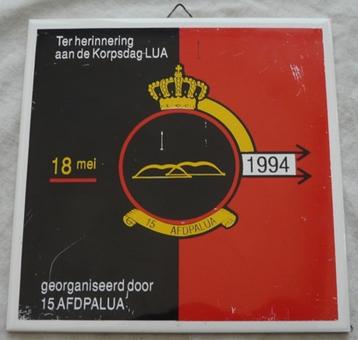 Ter herinnering
aan de Korpsdag-LUA
18 mei
1994
15 AFDPALUA
georganiseerd door
15 AFDPALUA